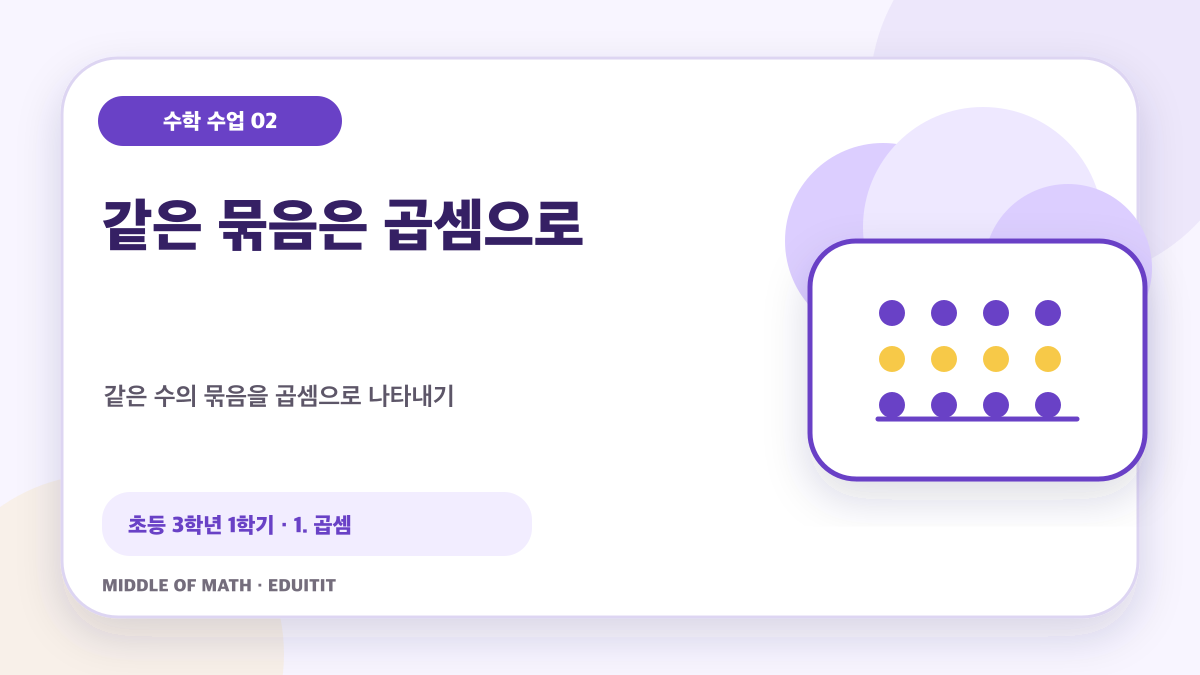 수학 수업 02
같은 묶음은 곱셈으로
같은 수의 묶음을 곱셈으로 나타내기
초등 3학년 1학기 · 1. 곱셈
MIDDLE OF MATH · EDUITIT